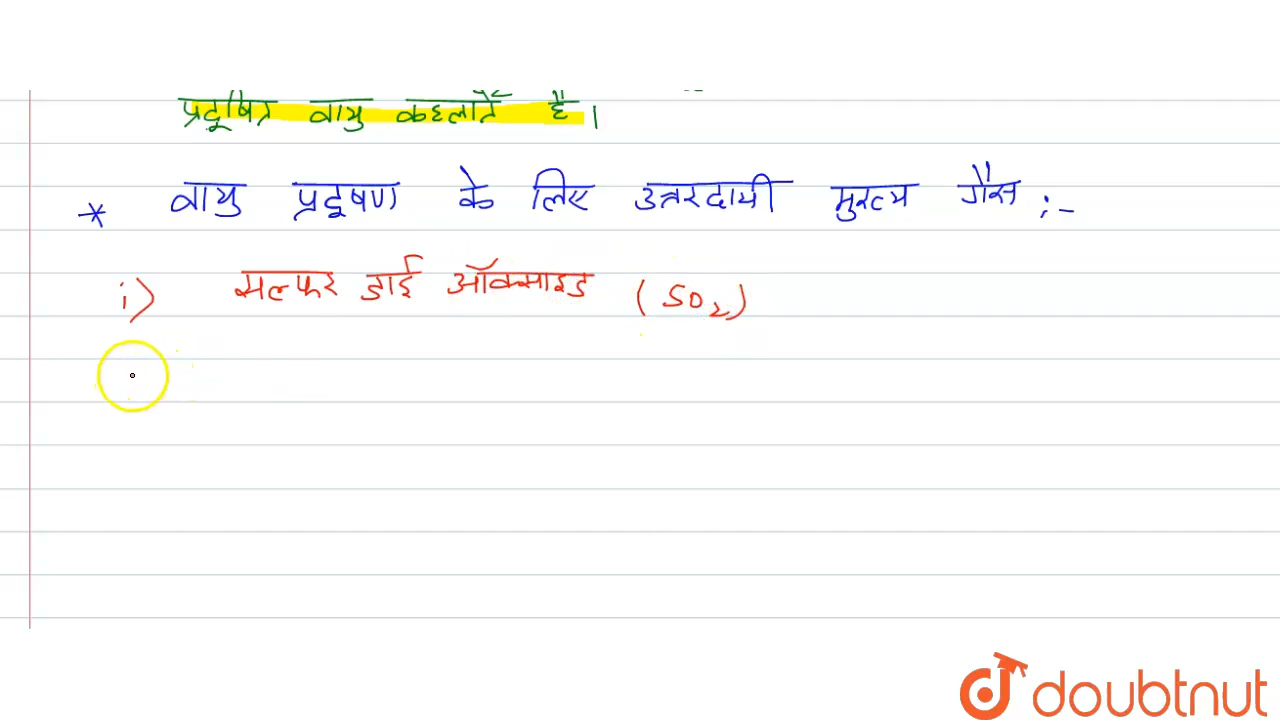 प्रदूषित वायु कहलाते है।
* वायु प्रदूषण के लिए उत्तरदायी मुख्य गैस :-
i) सल्फर डाई ऑक्साइड (SO₂)
doubtnut